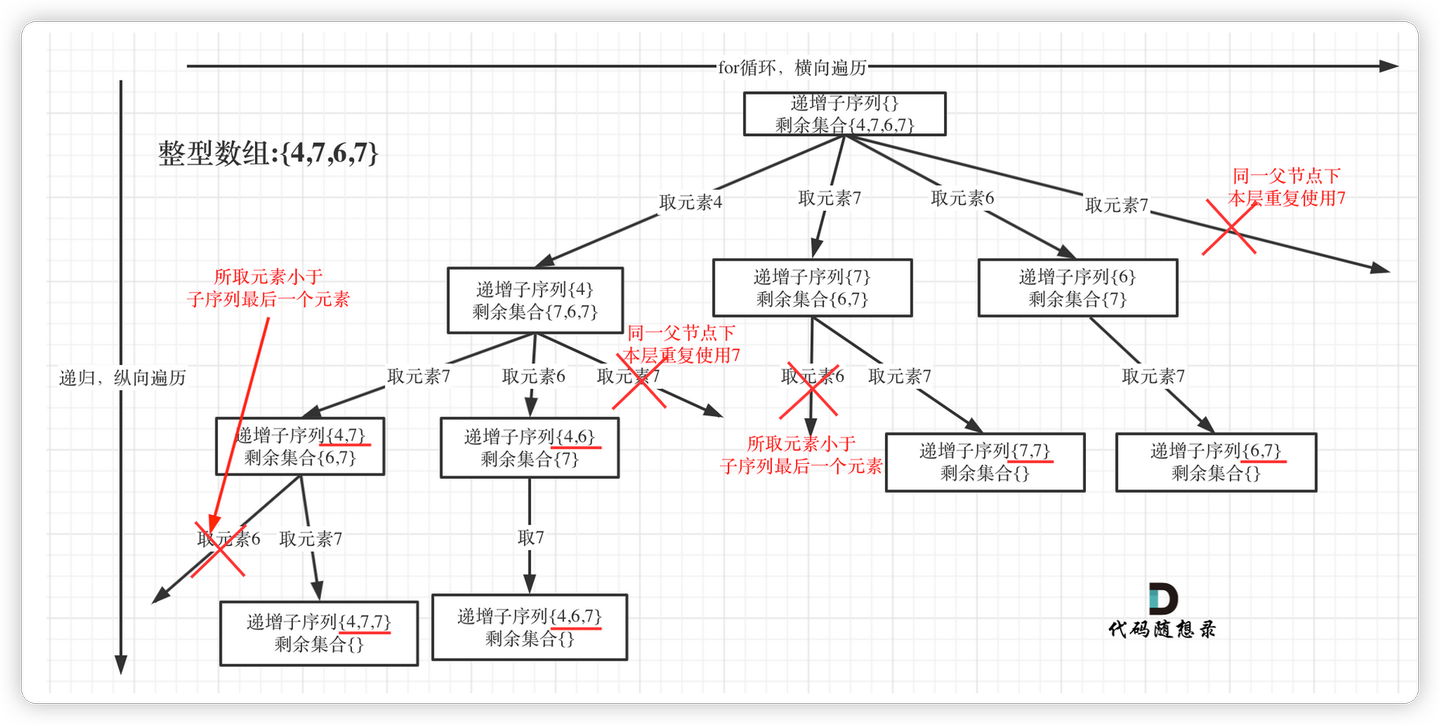 for循环，横向遍历
递增子序列{}
剩余集合{4,7,6,7}
整型数组:{4,7,6,7}
同一父节点下
本层重复使用7
取元素4
取元素7
取元素6
取元素7
所取元素小于
子序列最后一个元素
递增子序列{4}
剩余集合{7,6,7}
递增子序列{7}
剩余集合{6,7}
递增子序列{6}
剩余集合{7}
同一父节点下
本层重复使用7
递归，纵向遍历
取元素7
取元素6
取元素7
取元素6
取元素7
取元素7
递增子序列{4,7}
剩余集合{6,7}
递增子序列{4,6}
剩余集合{7}
所取元素小于
子序列最后一个元素
递增子序列{7,7}
剩余集合{}
递增子序列{6,7}
剩余集合{}
取元素6
取元素7
取7
递增子序列{4,7,7}
剩余集合{}
递增子序列{4,6,7}
剩余集合{}
代码随想录